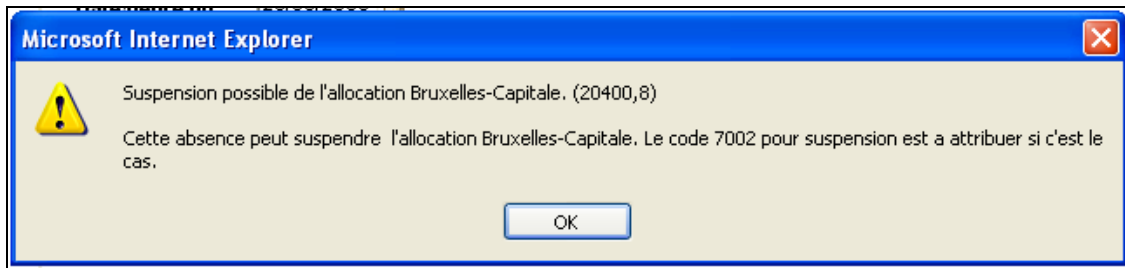 Microsoft Internet Explorer
Suspension possible de l'allocation Bruxelles-Capitale. (20400,8)
Cette absence peut suspendre l'allocation Bruxelles-Capitale. Le code 7002 pour suspension est a attribuer si c'est le
cas.
OK